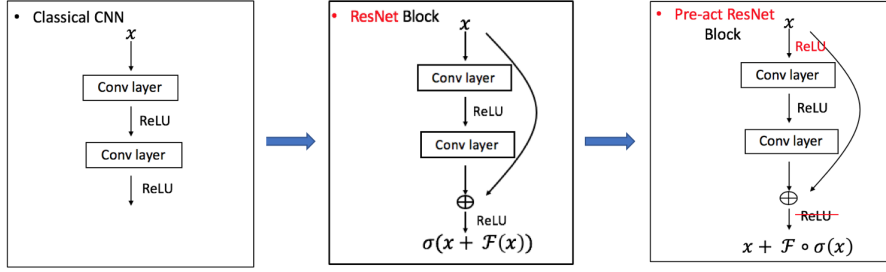 • Classical CNN
x
Conv layer
ReLU
Conv layer
ReLU
• ResNet Block
x
Conv layer
ReLU
Conv layer
⊕
ReLU
σ(x + ℱ(x))
• Pre-act ResNet
Block
x
ReLU
Conv layer
ReLU
Conv layer
⊕
ReLU
x + ℱ ∘ σ(x)